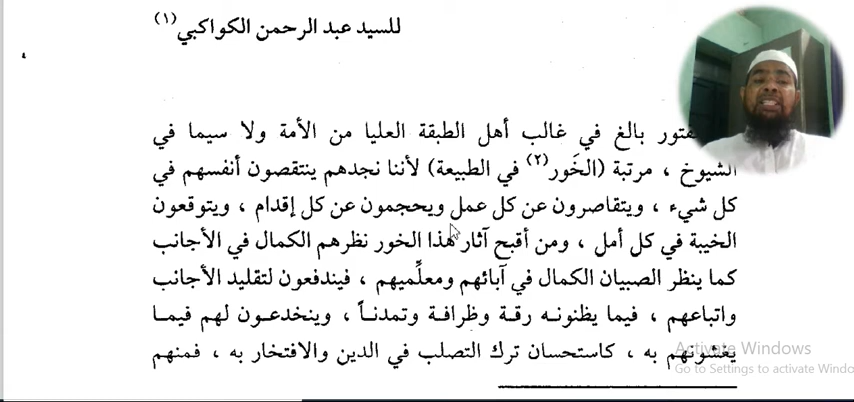 للسيد عبد الرحمن الكواكبي (١)
بالغ في غالب أهل الطبقة العليا من الأمة ولا سيما في
الشيوخ ، مرتبة (الخَور (٢) في الطبيعة) لأننا نجدهم ينتقصون أنفسهم في
كل شيء ، ويتقاصرون عن كل عمل ويحجمون عن كل إقدام ، ويتوقعون
الخيبة في كل أمل ، ومن أقبح آثار هذا الخور نظرهم الكمال في الأجانب
كما ينظر الصبيان الكمال في آبائهم ومعلِّميهم ، فيندفعون لتقليد الأجانب
واتباعهم ، فيما يظنونه رقة وظرافة وتمدناً ، وينخدعون لهم فيما
يغشونهم به ، كاستحسان ترك التصلب في الدين والافتخار به ، فمنهم
Activate Windows
Go to Settings to activate Windo